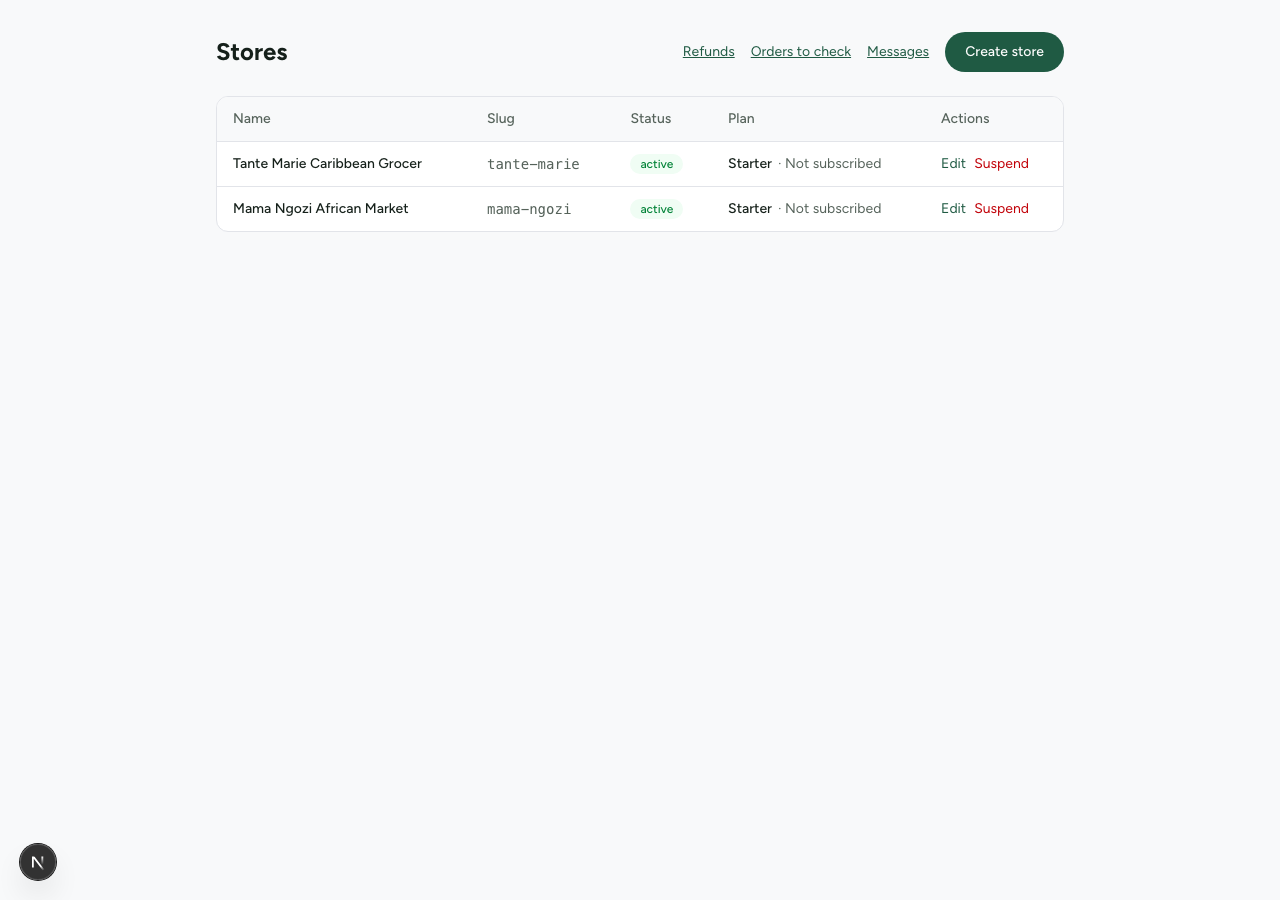 Stores Refunds Orders to check Messages Create store
Name Slug Status Plan Actions
Tante Marie Caribbean Grocer tante-marie active Starter · Not subscribed Edit Suspend
Mama Ngozi African Market mama-ngozi active Starter · Not subscribed Edit Suspend
N